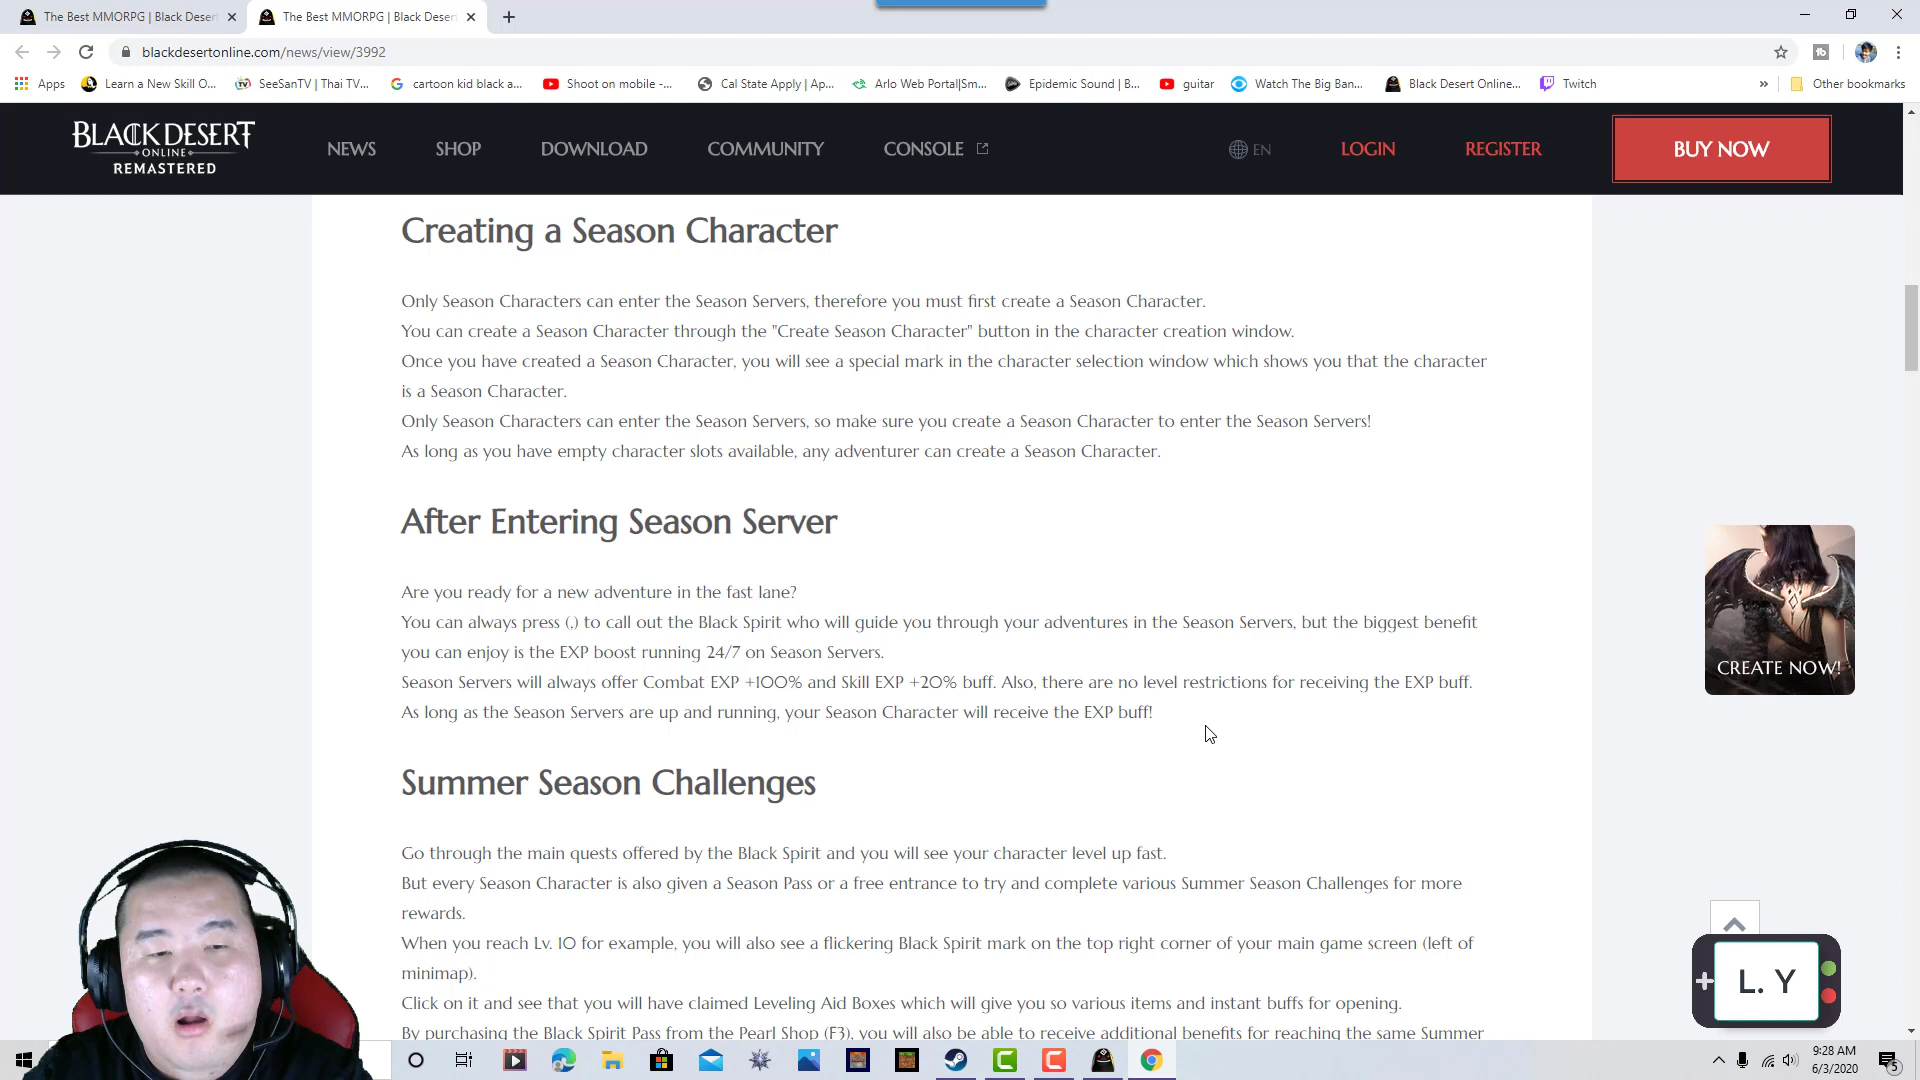 The Best MMORPG | Black Desert
The Best MMORPG | Black Desert
blackdesertonline.com/news/view/3992
Apps
Learn a New Skill O...
SeeSanTV | Thai TV...
cartoon kid black a...
Shoot on mobile -...
Cal State Apply | Ap...
Arlo Web Portal|Sm...
Epidemic Sound | B...
guitar
Watch The Big Ban...
Black Desert Online...
Twitch
»
Other bookmarks
BLACK DESERT
ONLINE
REMASTERED
NEWS
SHOP
DOWNLOAD
COMMUNITY
CONSOLE
EN
LOGIN
REGISTER
BUY NOW
Creating a Season Character
Only Season Characters can enter the Season Servers, therefore you must first create a Season Character.
You can create a Season Character through the "Create Season Character" button in the character creation window.
Once you have created a Season Character, you will see a special mark in the character selection window which shows you that the character
is a Season Character.
Only Season Characters can enter the Season Servers, so make sure you create a Season Character to enter the Season Servers!
As long as you have empty character slots available, any adventurer can create a Season Character.
After Entering Season Server
Are you ready for a new adventure in the fast lane?
You can always press (,) to call out the Black Spirit who will guide you through your adventures in the Season Servers, but the biggest benefit
you can enjoy is the EXP boost running 24/7 on Season Servers.
Season Servers will always offer Combat EXP +100% and Skill EXP +20% buff. Also, there are no level restrictions for receiving the EXP buff.
As long as the Season Servers are up and running, your Season Character will receive the EXP buff!
CREATE NOW!
Summer Season Challenges
Go through the main quests offered by the Black Spirit and you will see your character level up fast.
But every Season Character is also given a Season Pass or a free entrance to try and complete various Summer Season Challenges for more
rewards.
When you reach Lv. 10 for example, you will also see a flickering Black Spirit mark on the top right corner of your main game screen (left of
minimap).
Click on it and see that you will have claimed Leveling Aid Boxes which will give you so various items and instant buffs for opening.
By purchasing the Black Spirit Pass from the Pearl Shop (F3), you will also be able to receive additional benefits for reaching the same Summer
L. Y
9:28 AM
6/3/2020
5